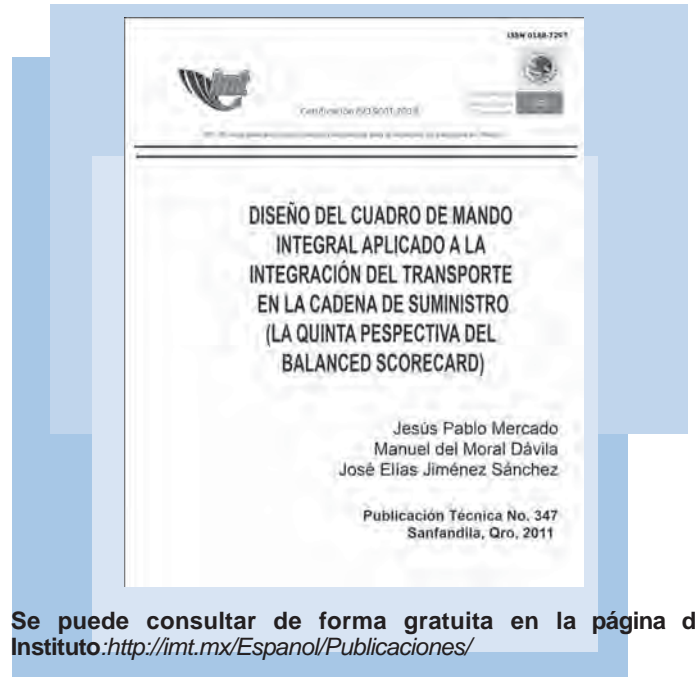 ISSN 0188-7297
imt
Certificación ISO 9001:2008
DISEÑO DEL CUADRO DE MANDO
INTEGRAL APLICADO A LA
INTEGRACIÓN DEL TRANSPORTE
EN LA CADENA DE SUMINISTRO
(LA QUINTA PESPECTIVA DEL
BALANCED SCORECARD)
Jesús Pablo Mercado
Manuel del Moral Dávila
José Elías Jiménez Sánchez
Publicación Técnica No. 347
Sanfandila, Qro, 2011
Se puede consultar de forma gratuita en la página d
Instituto:http://imt.mx/Espanol/Publicaciones/